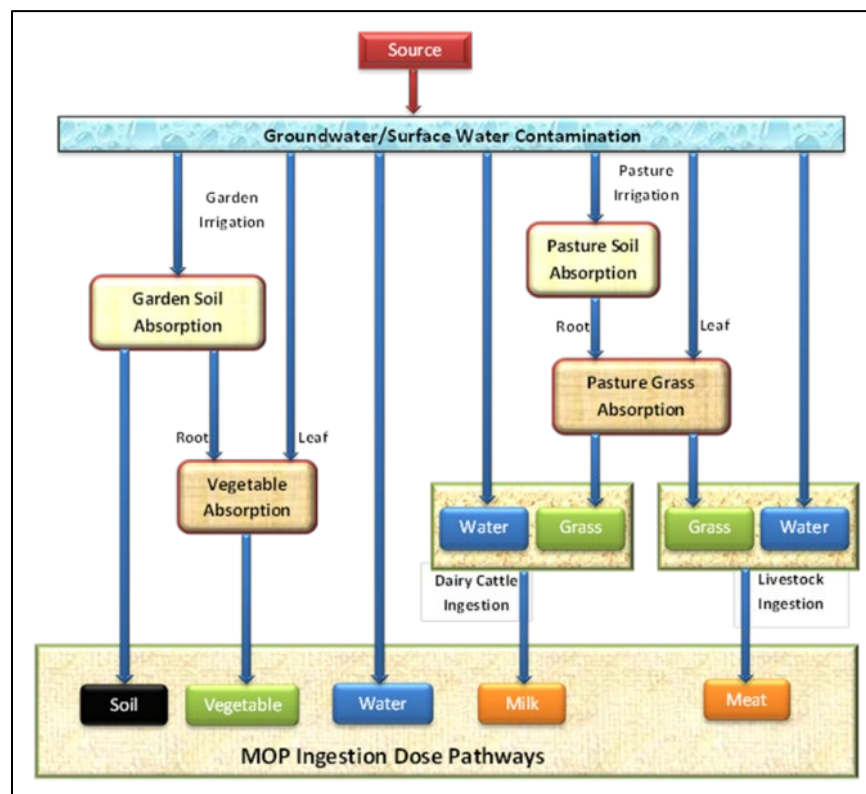 Source
Groundwater/Surface Water Contamination
Garden
Irrigation
Pasture
Irrigation
Pasture Soil
Absorption
Garden Soil
Absorption
Root
Leaf
Pasture Grass
Absorption
Root
Leaf
Vegetable
Absorption
Water
Grass
Grass
Water
Dairy Cattle
Ingestion
Livestock
Ingestion
Soil
Vegetable
Water
Milk
Meat
MOP Ingestion Dose Pathways